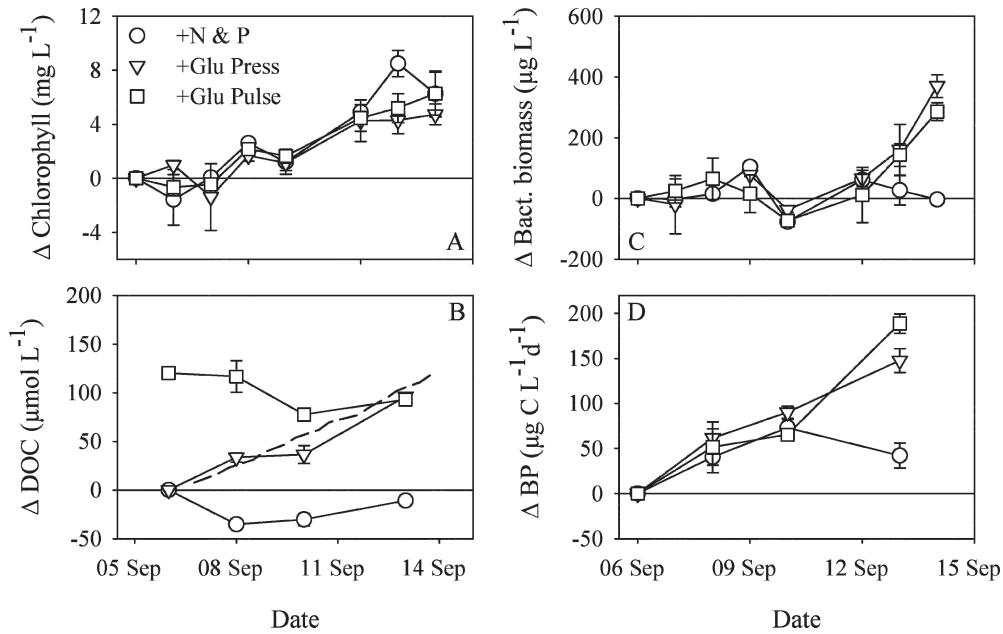 Δ Chlorophyll (mg L⁻¹)
12
8
4
0
-4
+N & P
+Glu Press
+Glu Pulse
A
Δ Bact. biomass (μg L⁻¹)
600
400
200
0
-200
C
Δ DOC (μmol L⁻¹)
200
150
100
50
0
-50
B
05 Sep 08 Sep 11 Sep 14 Sep
Date
Δ BP (μg C L⁻¹d⁻¹)
200
150
100
50
0
-50
D
06 Sep 09 Sep 12 Sep 15 Sep
Date